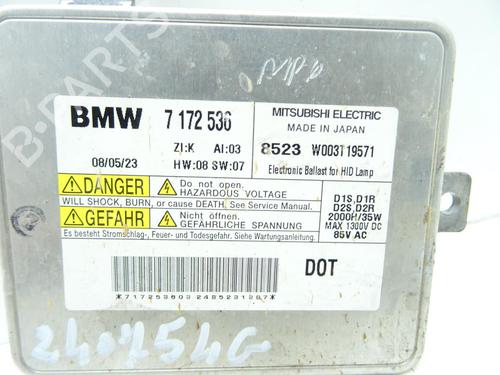 BMW 7 172 536
MITSUBISHI ELECTRIC
MADE IN JAPAN
ZI:K AI:03
8523 W003T19571
08/05/23 HW:08 SW:07
Electronic Ballast for HID Lamp
DANGER Do not open.
HAZARDOUS VOLTAGE
WILL SHOCK, BURN, or cause DEATH. See Service Manual.
GEFAHR Nicht öffnen.
GEFÄHRLICHE SPANNUNG
Es besteht Stromschlag-, Feuer- und Todesgefahr. Siehe Wartungsanleitung.
D1S,D1R
D2S,D2R
2000H/35W
MAX 1300V DC
85V AC
DOT
B-PARTS
240754G